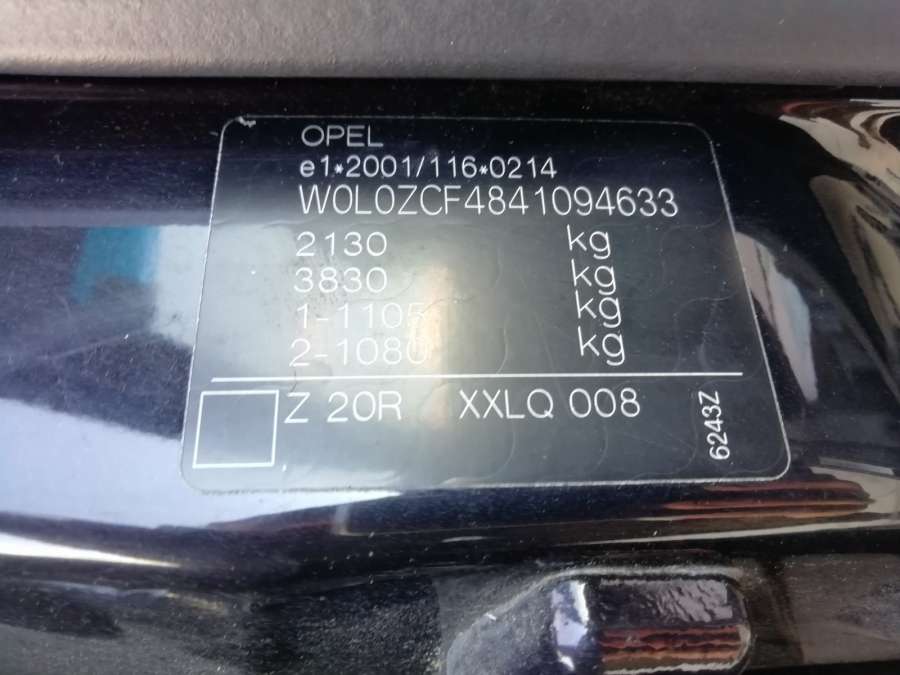 OPEL
e1*2001/116*0214
W0L0ZCF4841094633
2130 kg
3830 kg
1-1105 kg
2-1080 kg
Z 20R XXLQ 008
6243Z